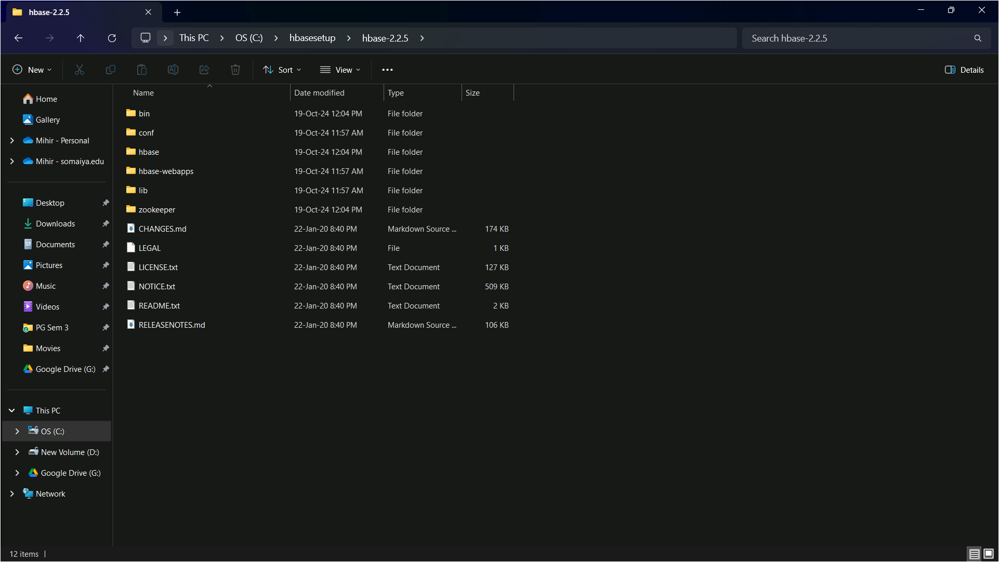 hbase-2.2.5
This PC > OS (C:) > hbasesetup > hbase-2.2.5 >
Search hbase-2.2.5
New
Sort
View
Details
Home
Gallery
Mihir - Personal
Mihir - somaiya.edu
Desktop
Downloads
Documents
Pictures
Music
Videos
PG Sem 3
Movies
Google Drive (G:)
This PC
OS (C:)
New Volume (D:)
Google Drive (G:)
Network
Name Date modified Type Size
bin 19-Oct-24 12:04 PM File folder
conf 19-Oct-24 11:57 AM File folder
hbase 19-Oct-24 12:04 PM File folder
hbase-webapps 19-Oct-24 11:57 AM File folder
lib 19-Oct-24 11:57 AM File folder
zookeeper 19-Oct-24 12:04 PM File folder
CHANGES.md 22-Jan-20 8:40 PM Markdown Source ... 174 KB
LEGAL 22-Jan-20 8:40 PM File 1 KB
LICENSE.txt 22-Jan-20 8:40 PM Text Document 127 KB
NOTICE.txt 22-Jan-20 8:40 PM Text Document 509 KB
README.txt 22-Jan-20 8:40 PM Text Document 2 KB
RELEASENOTES.md 22-Jan-20 8:40 PM Markdown Source ... 106 KB
12 items